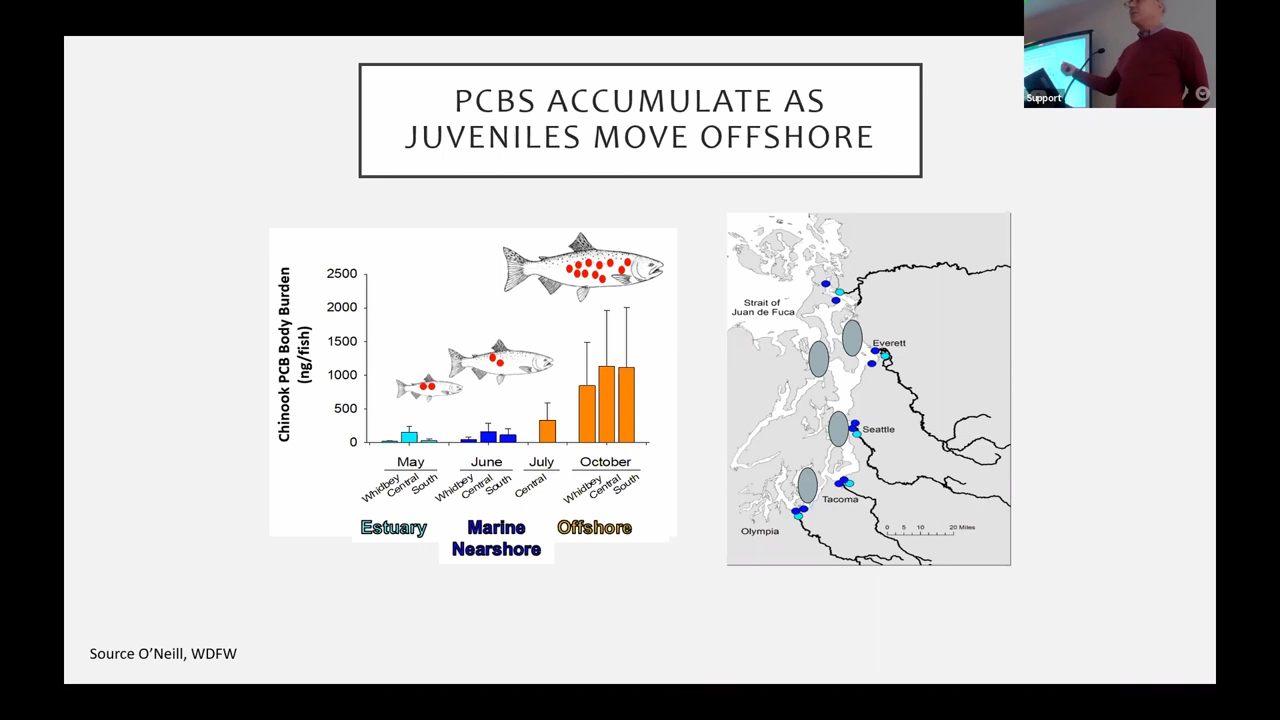 Support
PCBS ACCUMULATE AS
JUVENILES MOVE OFFSHORE
Chinook PCB Body Burden
(ng/fish)
2500
2000
1500
1000
500
0
May
June
July
October
Whidbey
Central
South
Whidbey
Central
South
Central
Whidbey
Central
South
Estuary
Marine
Nearshore
Offshore
Strait of
Juan de Fuca
Everett
Seattle
Tacoma
Olympia
0 5 10 20 Miles
Source O’Neill, WDFW